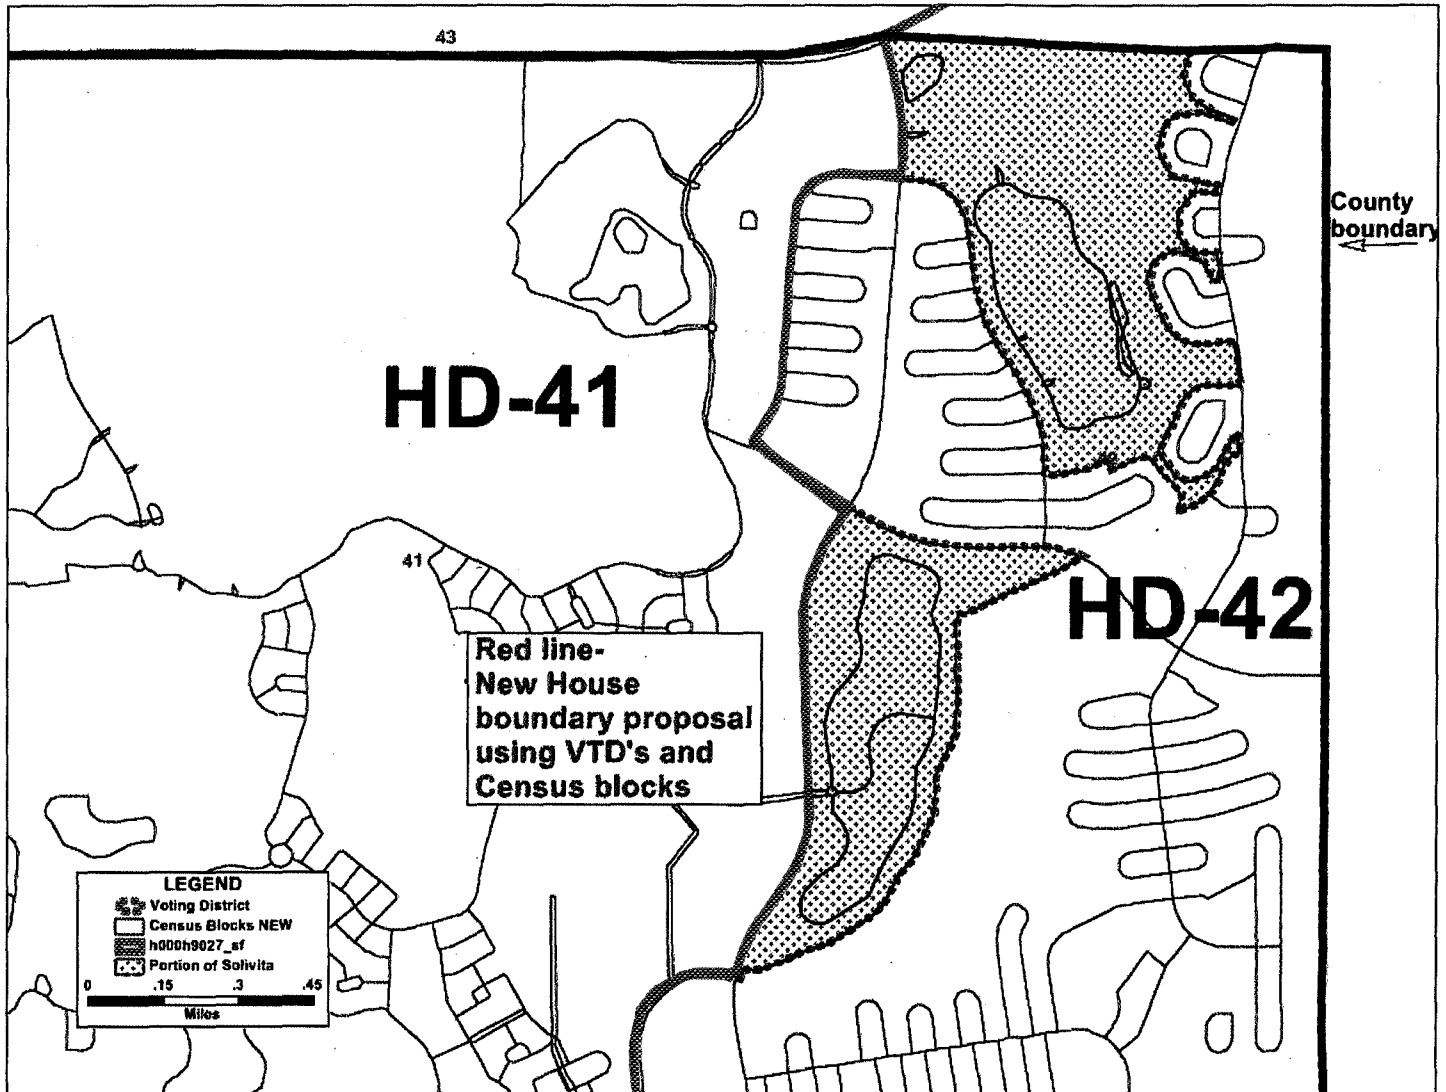 43
County
boundary
HD-41
41
HD-42
Red line-
New House
boundary proposal
using VTD's and
Census blocks
LEGEND
Voting District
Census Blocks NEW
h000h9027_sf
Portion of Solivita
0 .15 .3 .45
Miles